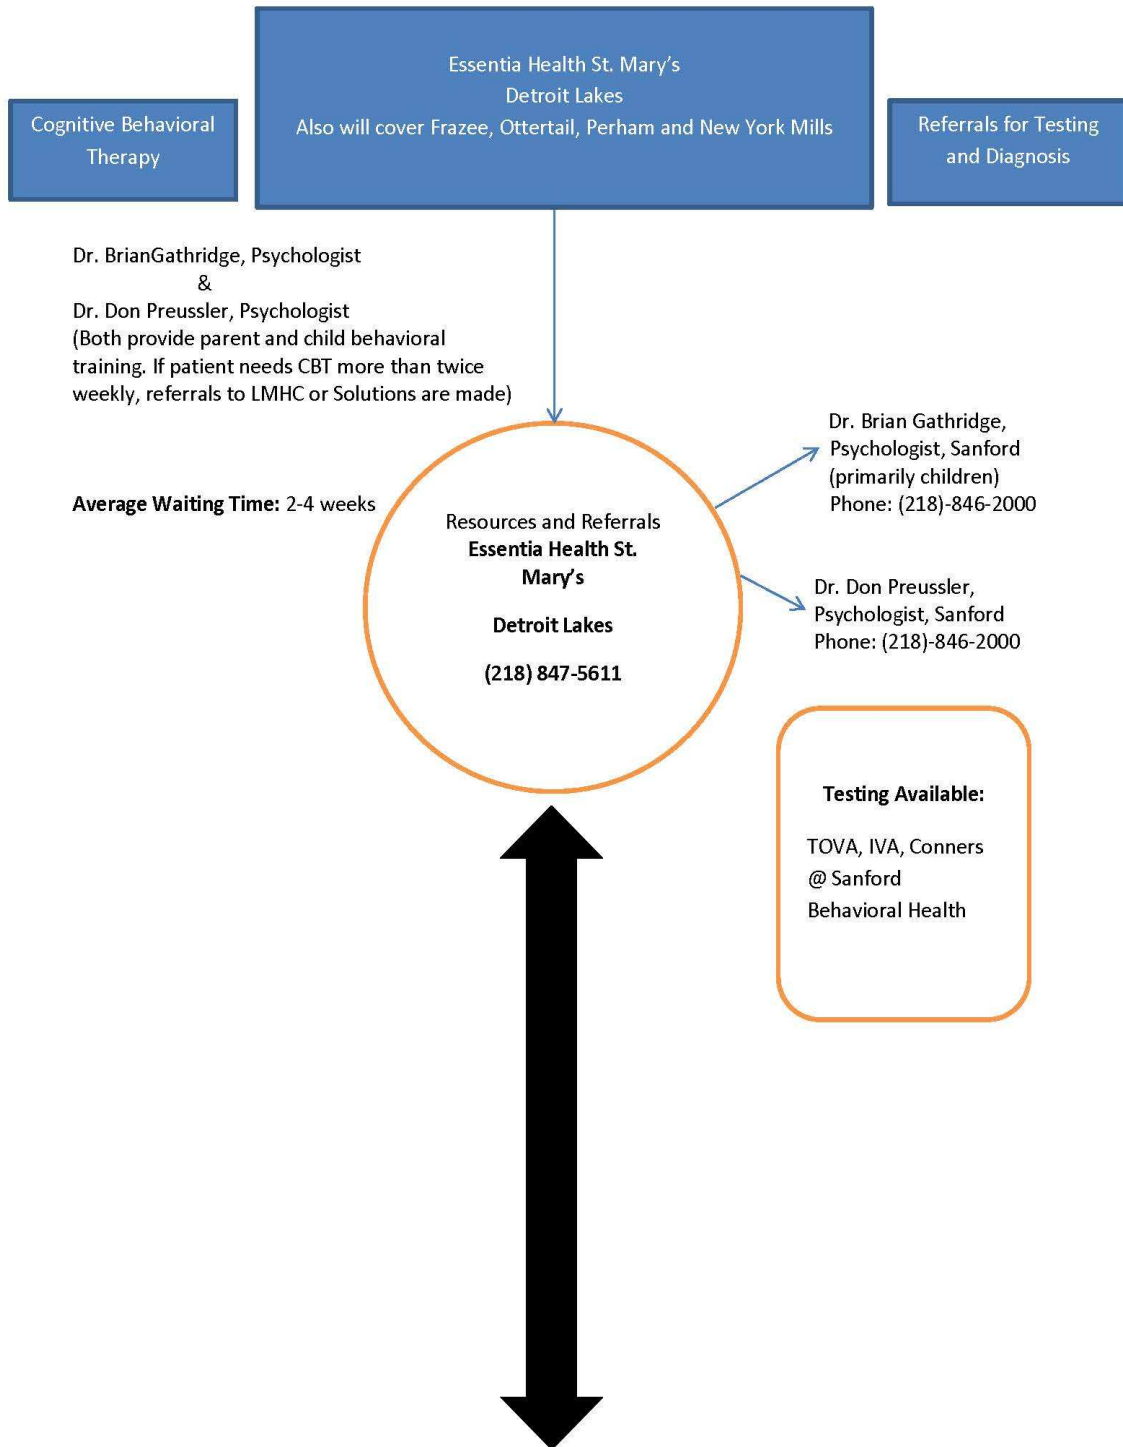 Essentia Health St. Mary's
Detroit Lakes
Also will cover Frazee, Ottertail, Perham and New York Mills
Cognitive Behavioral
Therapy
Referrals for Testing
and Diagnosis
Dr. BrianGathridge, Psychologist
&
Dr. Don Preussler, Psychologist
(Both provide parent and child behavioral
training. If patient needs CBT more than twice
weekly, referrals to LMHC or Solutions are made)
Average Waiting Time: 2-4 weeks
Resources and Referrals
Essentia Health St.
Mary's
Detroit Lakes
(218) 847-5611
Dr. Brian Gathridge,
Psychologist, Sanford
(primarily children)
Phone: (218)-846-2000
Dr. Don Preussler,
Psychologist, Sanford
Phone: (218)-846-2000
Testing Available:
TOVA, IVA, Conners
@ Sanford
Behavioral Health